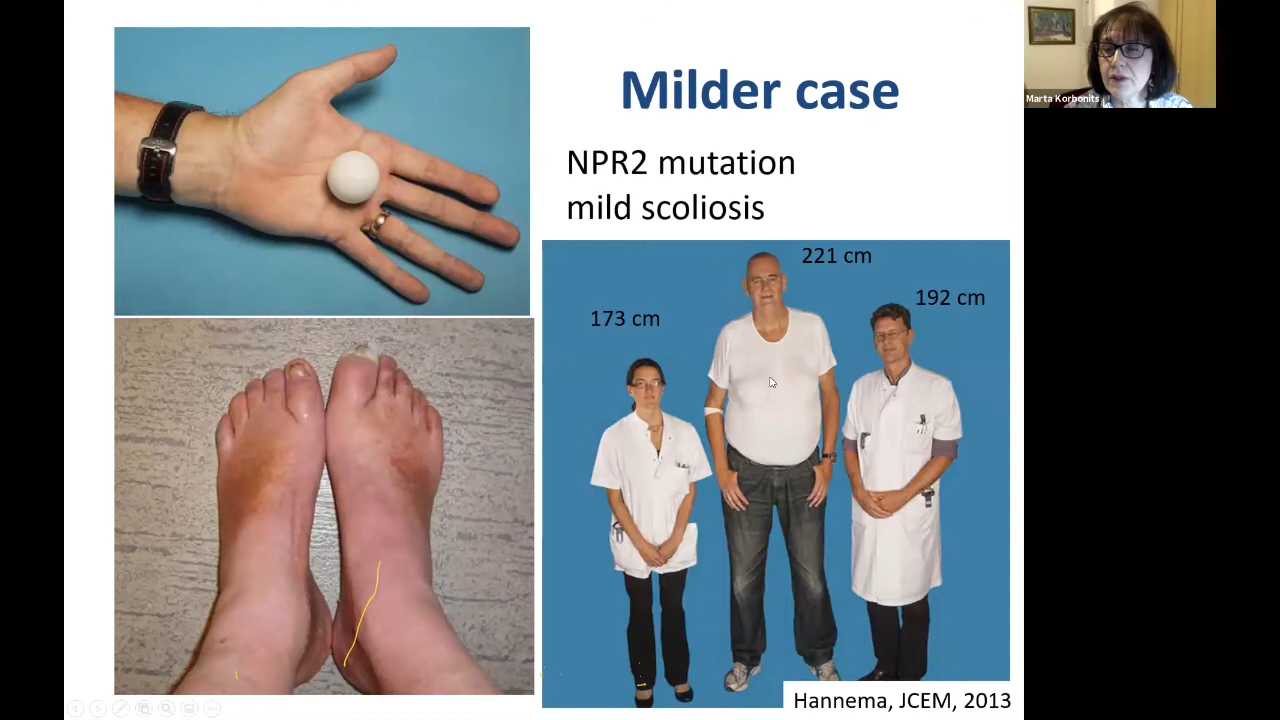 Milder case
NPR2 mutation
mild scoliosis
221 cm
192 cm
173 cm
Hannema, JCEM, 2013
Marta Korbonits